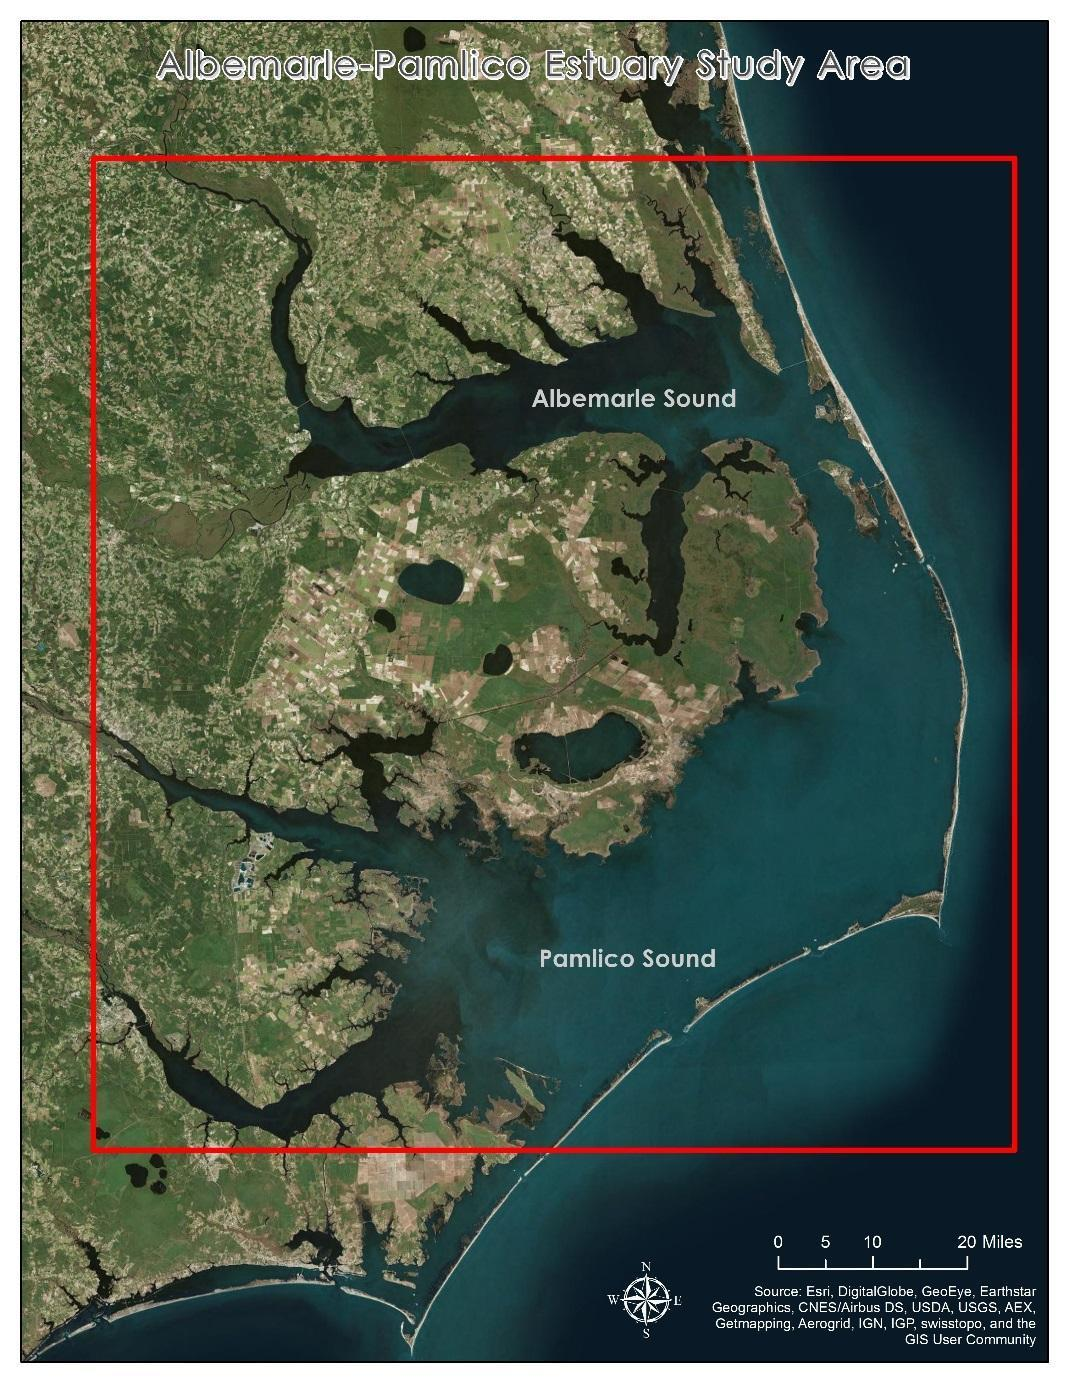 Albemarle-Pamlico Estuary Study Area
Albemarle Sound
Pamlico Sound
0 5 10 20 Miles
N
W E
S
Source: Esri, DigitalGlobe, GeoEye, Earthstar
Geographics, CNES/Airbus DS, USDA, USGS, AEX,
Getmapping, Aerogrid, IGN, IGP, swisstopo, and the
GIS User Community